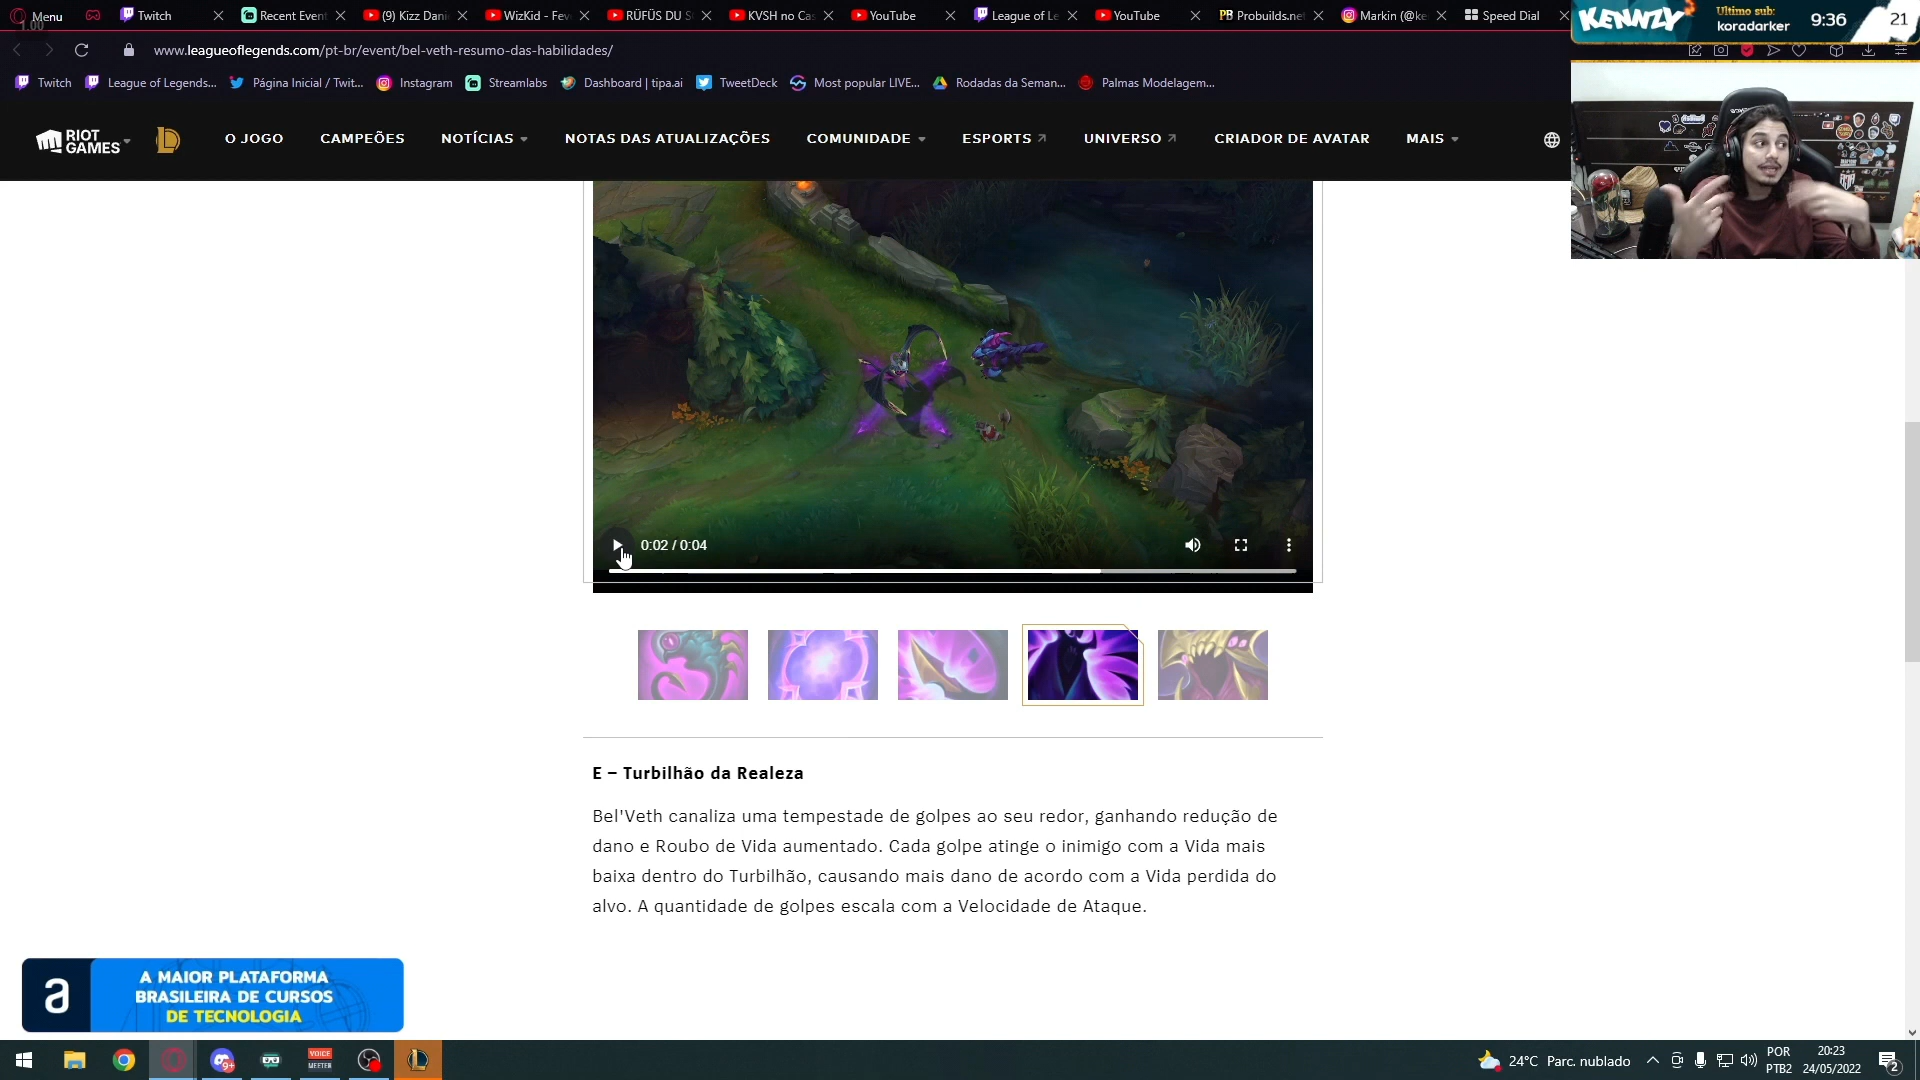 Menu
1.00
Twitch
Recent Event
(9) Kizz Dani
WizKid - Fev
RÜFÜS DU S
KVSH no Ca
YouTube
League of Le
YouTube
Probuilds.net
Markin (@ke
Speed Dial
KENNZY
Ultimo sub:
koradarker
9:36
21
www.leagueoflegends.com/pt-br/event/bel-veth-resumo-das-habilidades/
Twitch
League of Legends...
Página Inicial / Twit...
Instagram
Streamlabs
Dashboard | tipa.ai
TweetDeck
Most popular LIVE...
Rodadas da Seman...
Palmas Modelagem...
RIOT
GAMES
O JOGO
CAMPEÕES
NOTÍCIAS
NOTAS DAS ATUALIZAÇÕES
COMUNIDADE
ESPORTS
UNIVERSO
CRIADOR DE AVATAR
MAIS
0:02 / 0:04
E – Turbilhão da Realeza
Bel'Veth canaliza uma tempestade de golpes ao seu redor, ganhando redução de
dano e Roubo de Vida aumentado. Cada golpe atinge o inimigo com a Vida mais
baixa dentro do Turbilhão, causando mais dano de acordo com a Vida perdida do
alvo. A quantidade de golpes escala com a Velocidade de Ataque.
a
A MAIOR PLATAFORMA
BRASILEIRA DE CURSOS
DE TECNOLOGIA
9+
VOICE
MEETER
24°C Parc. nublado
POR
PTB2
20:23
24/05/2022
2